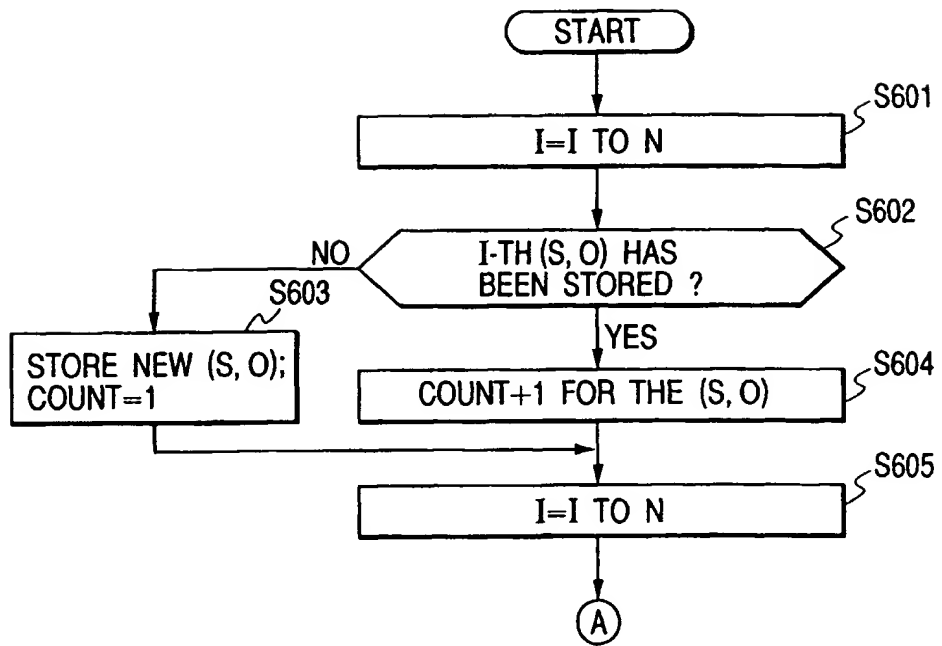 START
S601
I=I TO N
S602
I-TH (S, O) HAS
BEEN STORED ?
NO
S603
STORE NEW (S, O);
COUNT=1
YES
S604
COUNT+1 FOR THE (S, O)
S605
I=I TO N
A